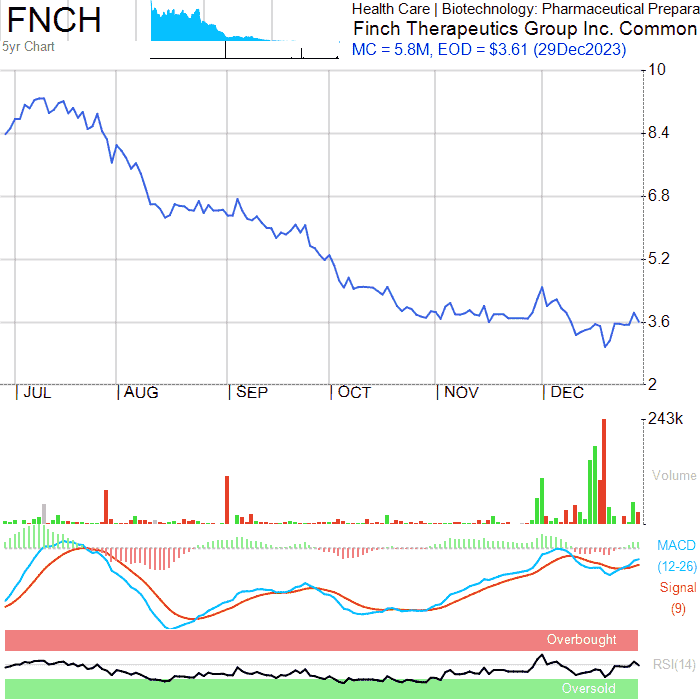 FNCH
5yr Chart
Health Care | Biotechnology: Pharmaceutical Prepara
Finch Therapeutics Group Inc. Common
MC = 5.8M, EOD = $3.61 (29Dec2023)
10
8.4
6.8
5.2
3.6
2
JUL
AUG
SEP
OCT
NOV
DEC
243k
Volume
MACD
(12-26)
Signal
(9)
Overbought
RSI(14)
Oversold